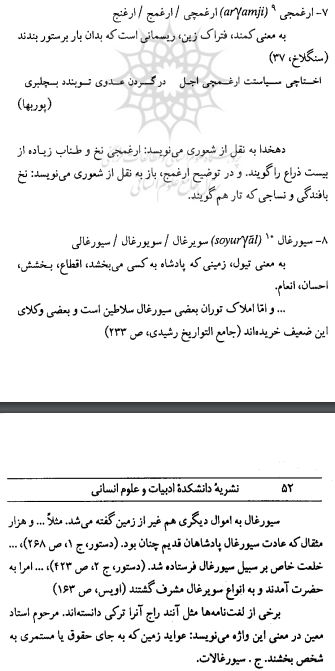 ۷- ارغمجی ۹ (arγamji) ارغمچی / ارغمج / ارغنج
به معنی کمند، فتراک زین، ریسمانی است که بدان بار برستور بندند
(سنگلاخ، ۳۷)
اختاچی سیاستت ارغمچی اجل درگردن عدوی تو بندد بچلبری
(پوربها)
دهخدا به نقل از شعوری می‌نویسد: ارغمجی نخ و طناب زیاده از
بیست ذراع را گویند. و در توضیح ارغمج، باز به نقل از شعوری می‌نویسد: نخ
بافندگی و نساجی که تار هم گویند.
۸- سیورغال ۱۰ (soyurγāl) سویرغال / سویورغال / سیورغالی
به معنی تیول، زمینی که پادشاه به کسی می‌بخشد، اقطاع، بخشش،
احسان، انعام.
... و امّا املاک توران بعضی سیورغال سلاطین است و بعضی وکلای
این ضعیف خریده‌اند (جامع التواریخ رشیدی، ص ۲۳۳)
۵۲ نشریهٔ دانشکدهٔ ادبیات و علوم انسانی
سیورغال به اموال دیگری هم غیر از زمین گفته می‌شد. مثلاً ... و هزار
مثقال که عادت سیورغال پادشاهان قدیم چنان بود. (دستور، ج ۱، ص ۲۶۸)، ...
خلعت خاص بر سبیل سیورغال فرستاده شد. (دستور، ج ۲، ص ۴۲۳)، ... امرا به
حضرت آمدند و به انواع سویرغال مشرف گشتند (اویس، ص ۱۶۳)
برخی از لغت‌نامه‌ها مثل آنند راج آنرا ترکی دانسته‌اند. مرحوم استاد
معین در معنی این واژه می‌نویسد: عواید زمین که به جای حقوق یا مستمری به
شخص بخشند. ج. سیورغالات.